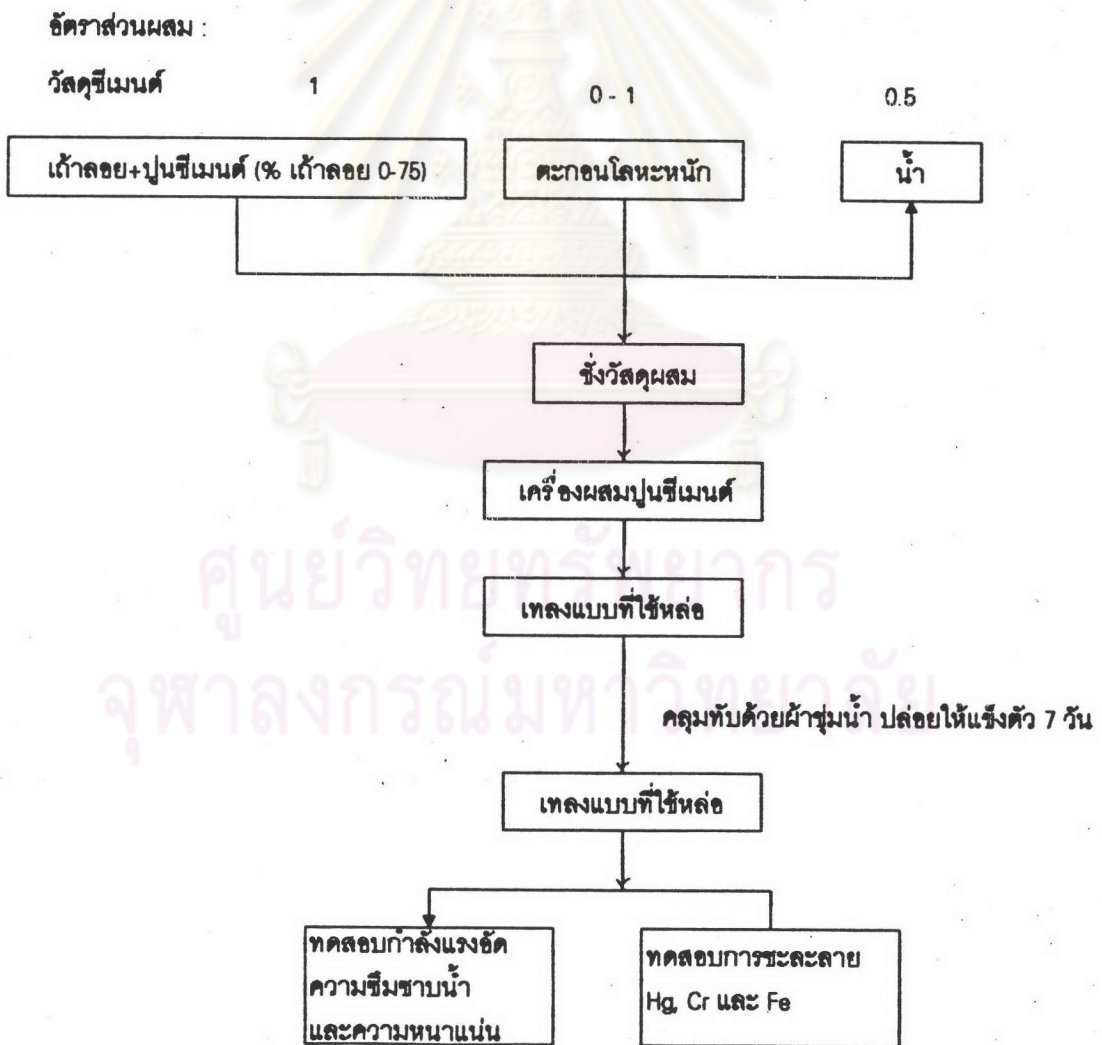 อัตราส่วนผสม :
วัสดุซีเมนต์ 1 0 - 1 0.5
เถ้าลอย+ปูนซีเมนต์ (% เถ้าลอย 0-75) ตะกอนโลหะหนัก น้ำ
ชั่งวัสดุผสม
เครื่องผสมปูนซีเมนต์
เทลงแบบที่ใช้หล่อ
คลุมทับด้วยผ้าชุ่มน้ำ ปล่อยให้แข็งตัว 7 วัน
เทลงแบบที่ใช้หล่อ
ทดสอบกำลังแรงอัด
ความซึมซาบน้ำ
และความหนาแน่น
ทดสอบการชะละลาย
Hg, Cr และ Fe
ศูนย์วิทยทรัพยากร
จุฬาลงกรณ์มหาวิทยาลัย